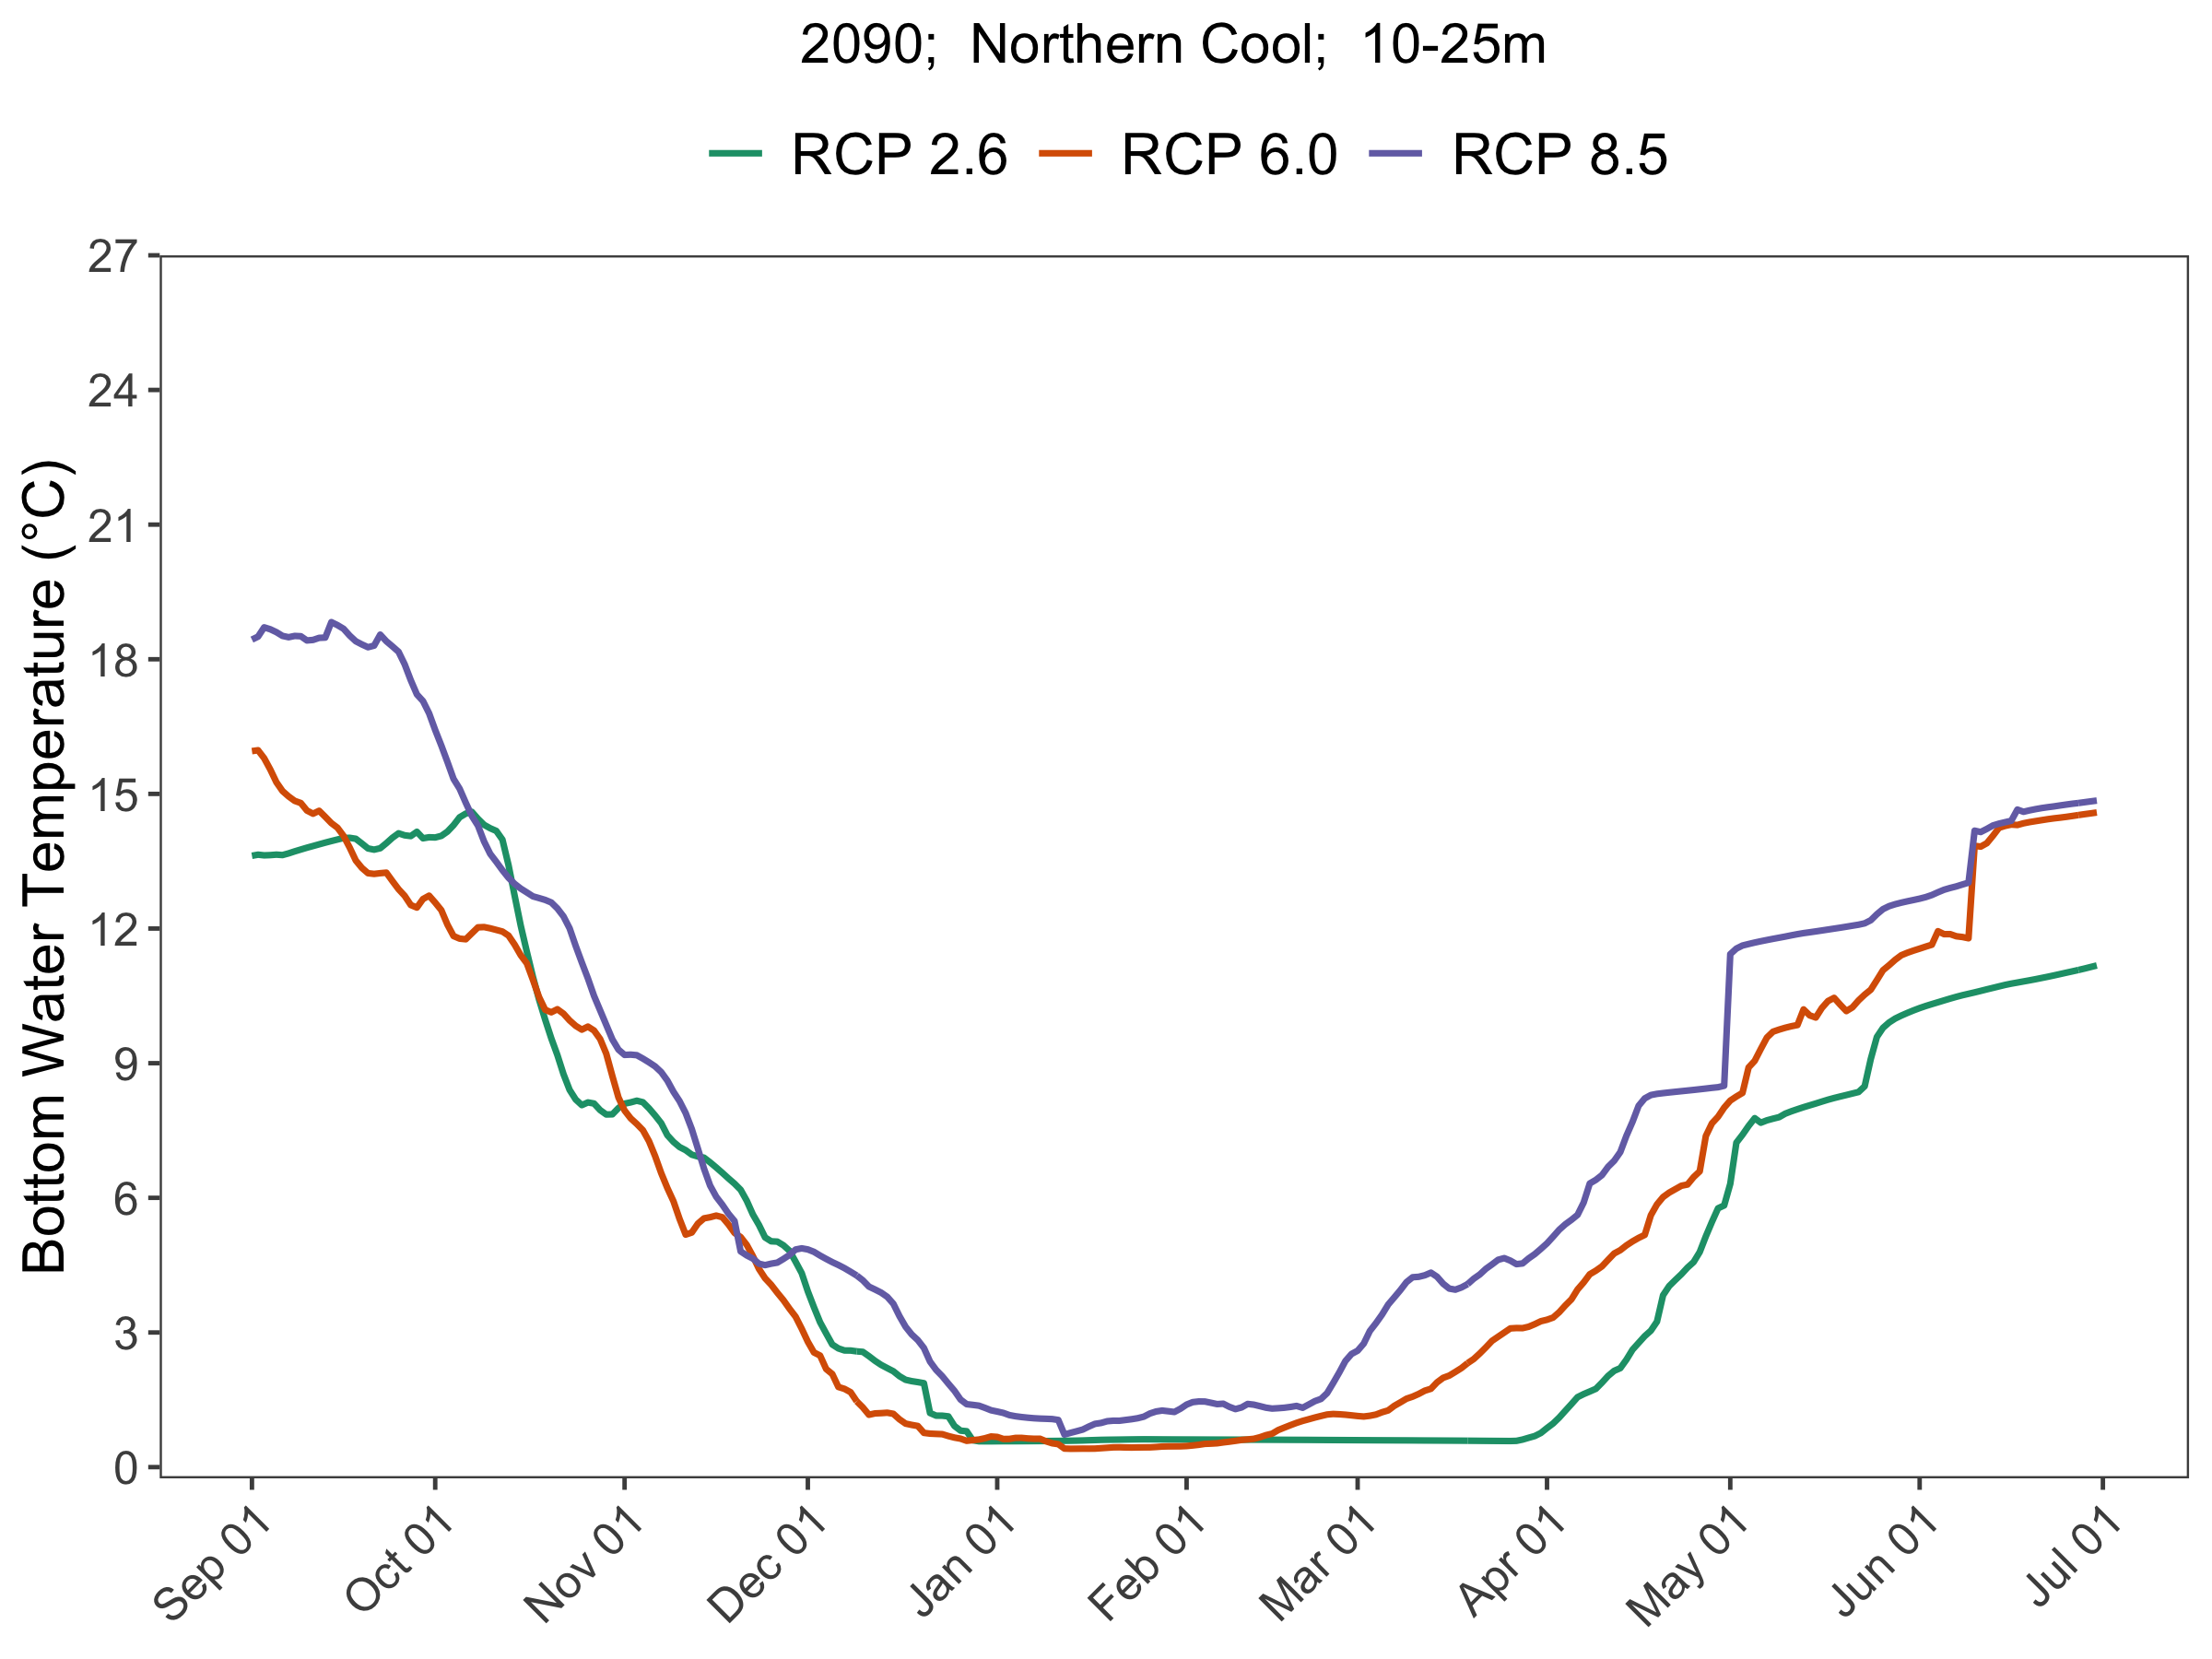 2090;  Northern Cool;  10-25m
RCP 2.6 RCP 6.0 RCP 8.5
Bottom Water Temperature (°C)
27
24
21
18
15
12
9
6
3
0
Sep 01 Oct 01 Nov 01 Dec 01 Jan 01 Feb 01 Mar 01 Apr 01 May 01 Jun 01 Jul 01